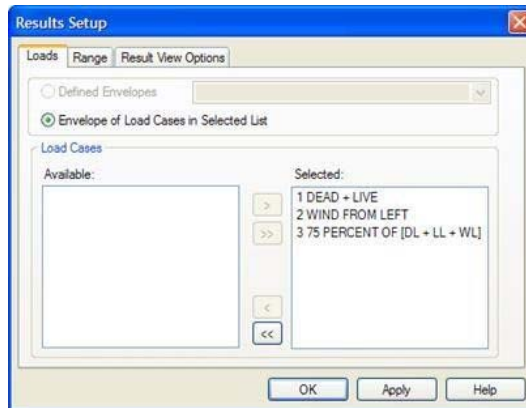 Results Setup
Loads Range Result View Options
Defined Envelopes
Envelope of Load Cases in Selected List
Load Cases
Available: Selected:
1 DEAD + LIVE
2 WIND FROM LEFT
3 75 PERCENT OF [DL + LL + WL]
>
>>
<
<<
OK Apply Help